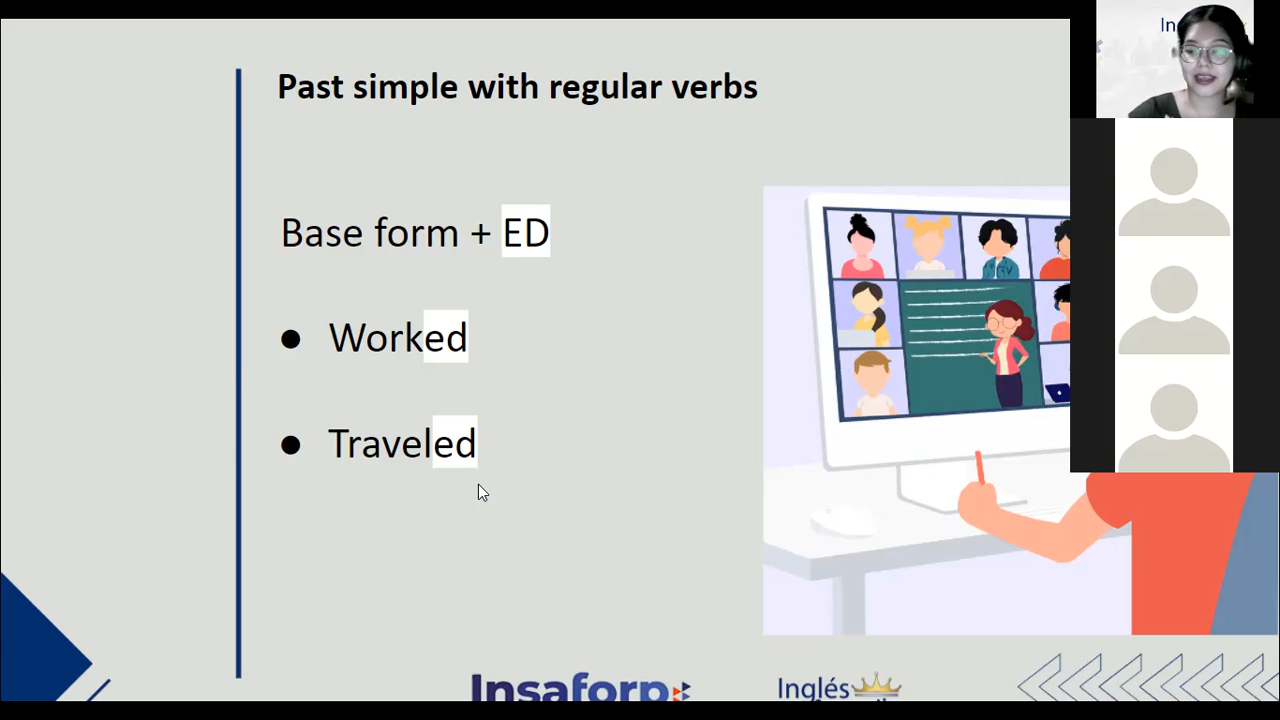 Past simple with regular verbs
Base form + ED
● Worked
● Traveled
Insaforp
Inglés